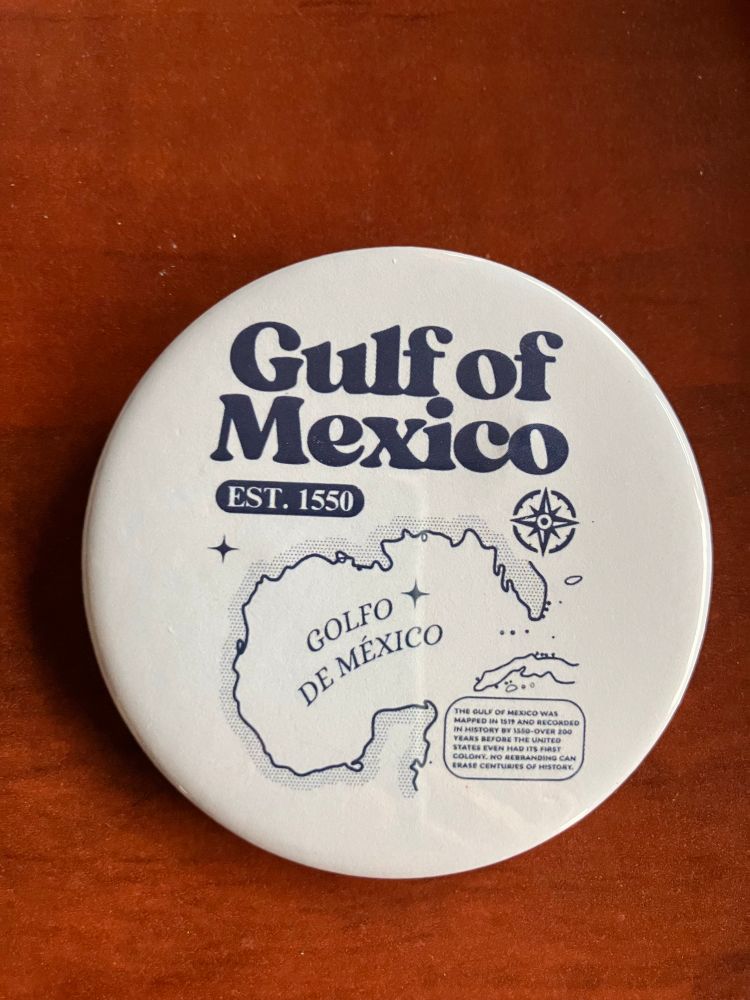 Gulf of
Mexico
EST. 1550
GOLFO
DE MÉXICO
THE GULF OF MEXICO WAS
MAPPED IN 1519 AND RECORDED
IN HISTORY BY 1550-OVER 200
YEARS BEFORE THE UNITED
STATES EVEN HAD ITS FIRST
COLONY. NO REBRANDING CAN
ERASE CENTURIES OF HISTORY.